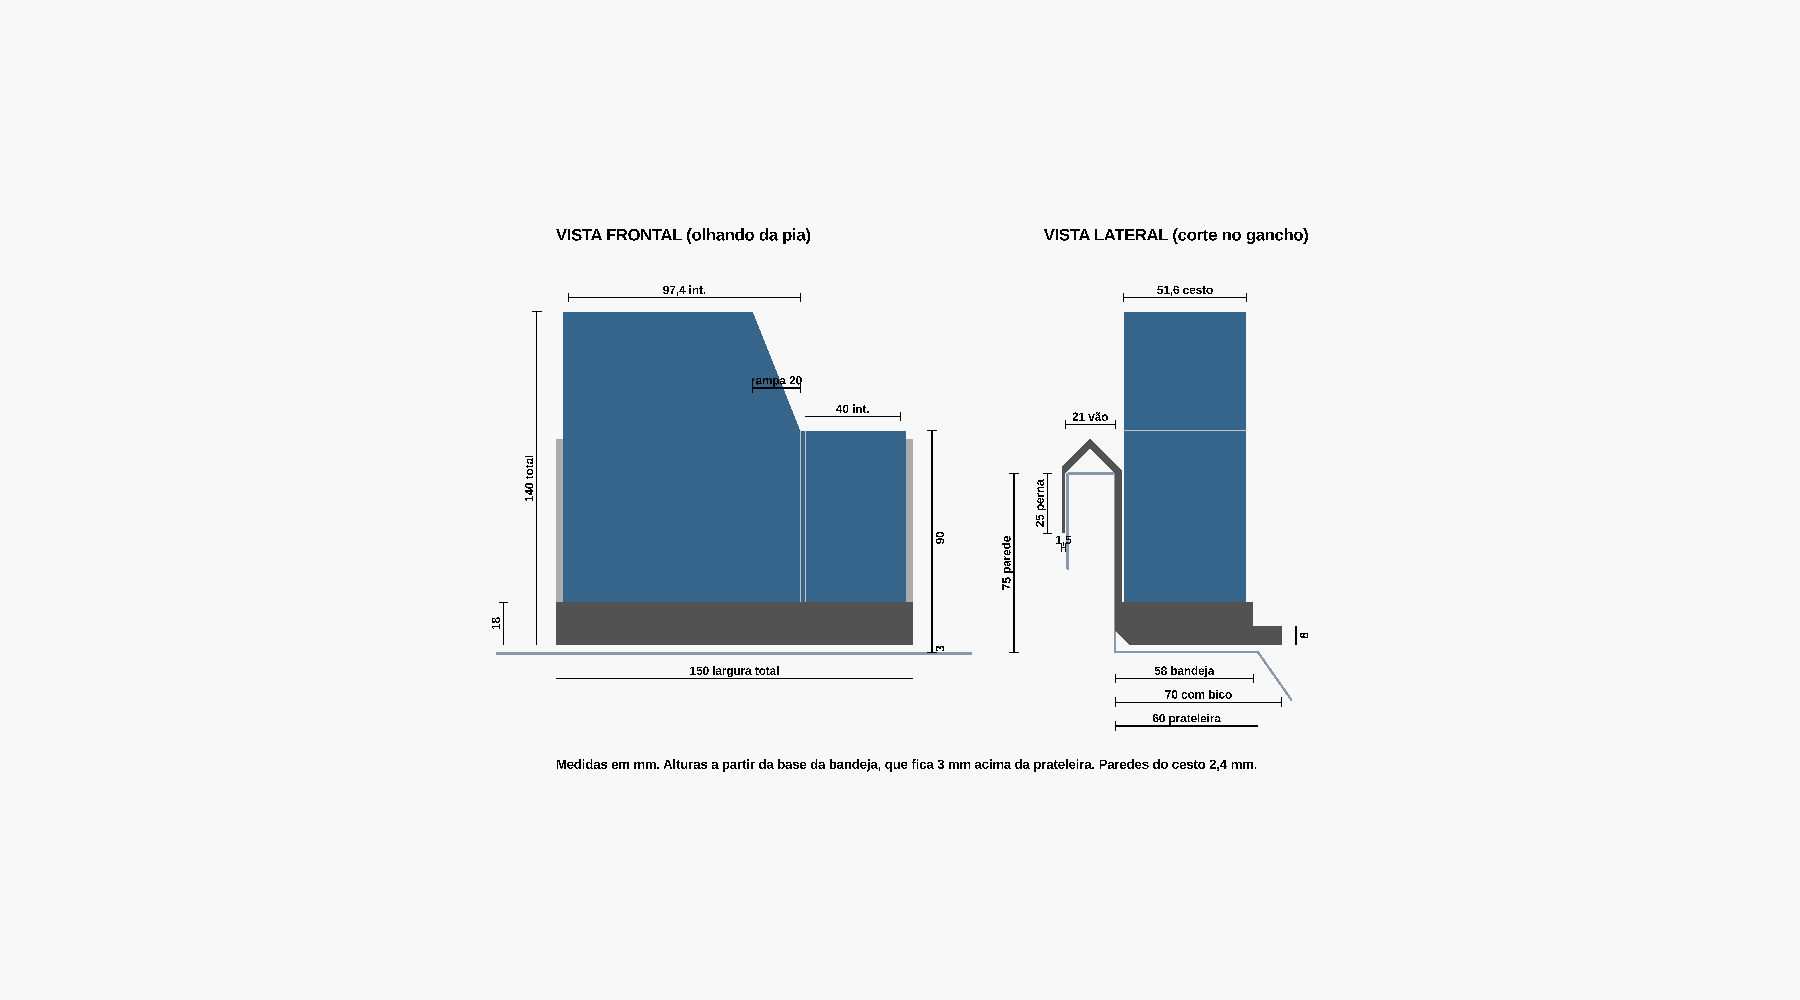 VISTA FRONTAL (olhando da pia)
VISTA LATERAL (corte no gancho)
97,4 int.
51,6 cesto
rampa 20
40 int.
21 vão
140 total
25 perna
90
1,5
75 parede
18
8
3
150 largura total
58 bandeja
70 com bico
60 prateleira
Medidas em mm. Alturas a partir da base da bandeja, que fica 3 mm acima da prateleira. Paredes do cesto 2,4 mm.